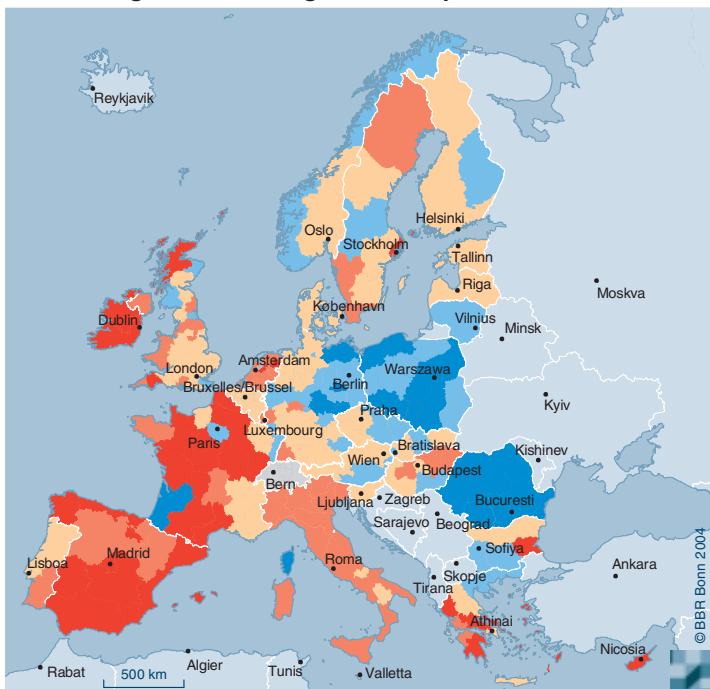 Reykjavik
Oslo
Helsinki
Stockholm
Tallinn
Riga
Moskva
København
Vilnius
Minsk
Dublin
Amsterdam
London
Bruxelles/Brussel
Berlin
Warszawa
Praha
Kyiv
Luxembourg
Paris
Bratislava
Kishinev
Wien
Budapest
Bern
Ljubljana
Zagreb
Bucuresti
Sarajevo
Beograd
Sofiya
Madrid
Roma
Skopje
Ankara
Lisboa
Tirana
Athinai
Nicosia
Rabat
500 km
Algier
Tunis
Valletta
© BBR Bonn 2004